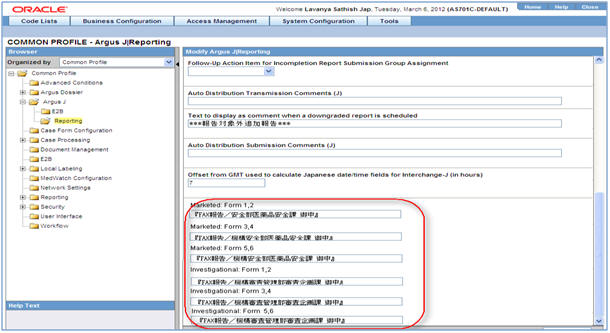 ORACLE
Welcome Lavanya Sathish Jap, Tuesday, March 6, 2012 (AS701C-DEFAULT)
Home Help Close
Code Lists Business Configuration Access Management System Configuration Tools
COMMON PROFILE - Argus J|Reporting
Browser
Organized by Common Profile
Common Profile
Advanced Conditions
Argus Dossier
Argus J
E2B
Reporting
Case Form Configuration
Case Processing
Document Management
E2B
Local Labeling
MedWatch Configuration
Network Settings
Reporting
Security
User Interface
Workflow
Help Text
Modify Argus J|Reporting
Follow-Up Action Item for Incompletion Report Submission Group Assignment
Auto Distribution Transmission Comments (J)
Text to display as comment when a downgraded report is scheduled
***報告対象外追加報告***
Auto Distribution Submission Comments (J)
Offset from GMT used to calculate Japanese date/time fields for Interchange-J (in hours)
7
Marketed: Form 1,2
『FAX報告／安全部医薬品安全課 御中』
Marketed: Form 3,4
『FAX報告／機構安全部医薬品安全課 御中』
Marketed: Form 5,6
『FAX報告／機構安全部医薬品安全課 御中』
Investigational: Form 1,2
『FAX報告／機構審査管理部審査企画課 御中』
Investigational: Form 3,4
『FAX報告／機構審査管理部審査企画課 御中』
Investigational: Form 5,6
『FAX報告／機構審査管理部審査企画課 御中』